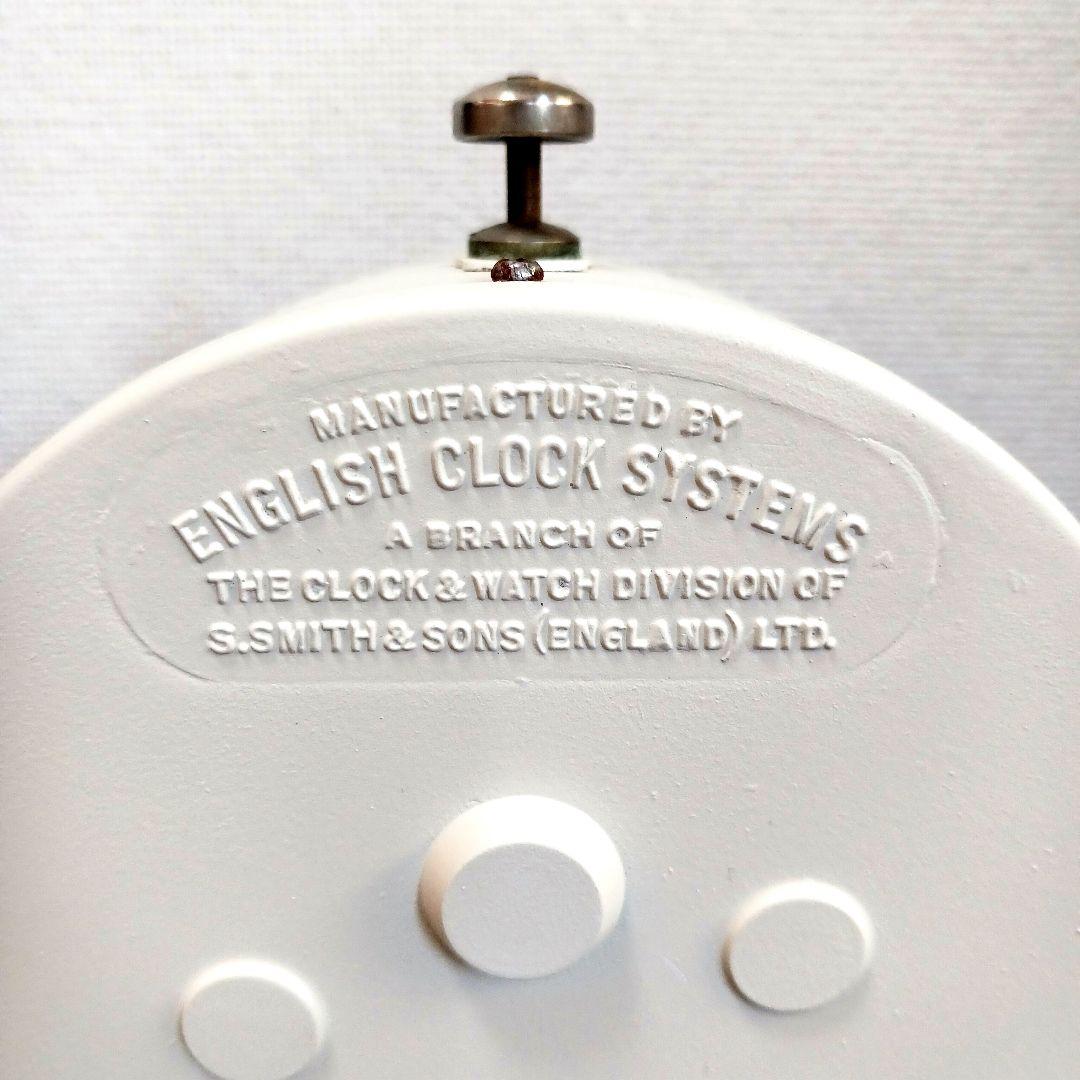 MANUFACTURED BY
ENGLISH CLOCK SYSTEMS
A BRANCH OF
THE CLOCK & WATCH DIVISION OF
S.SMITH & SONS (ENGLAND) LTD.